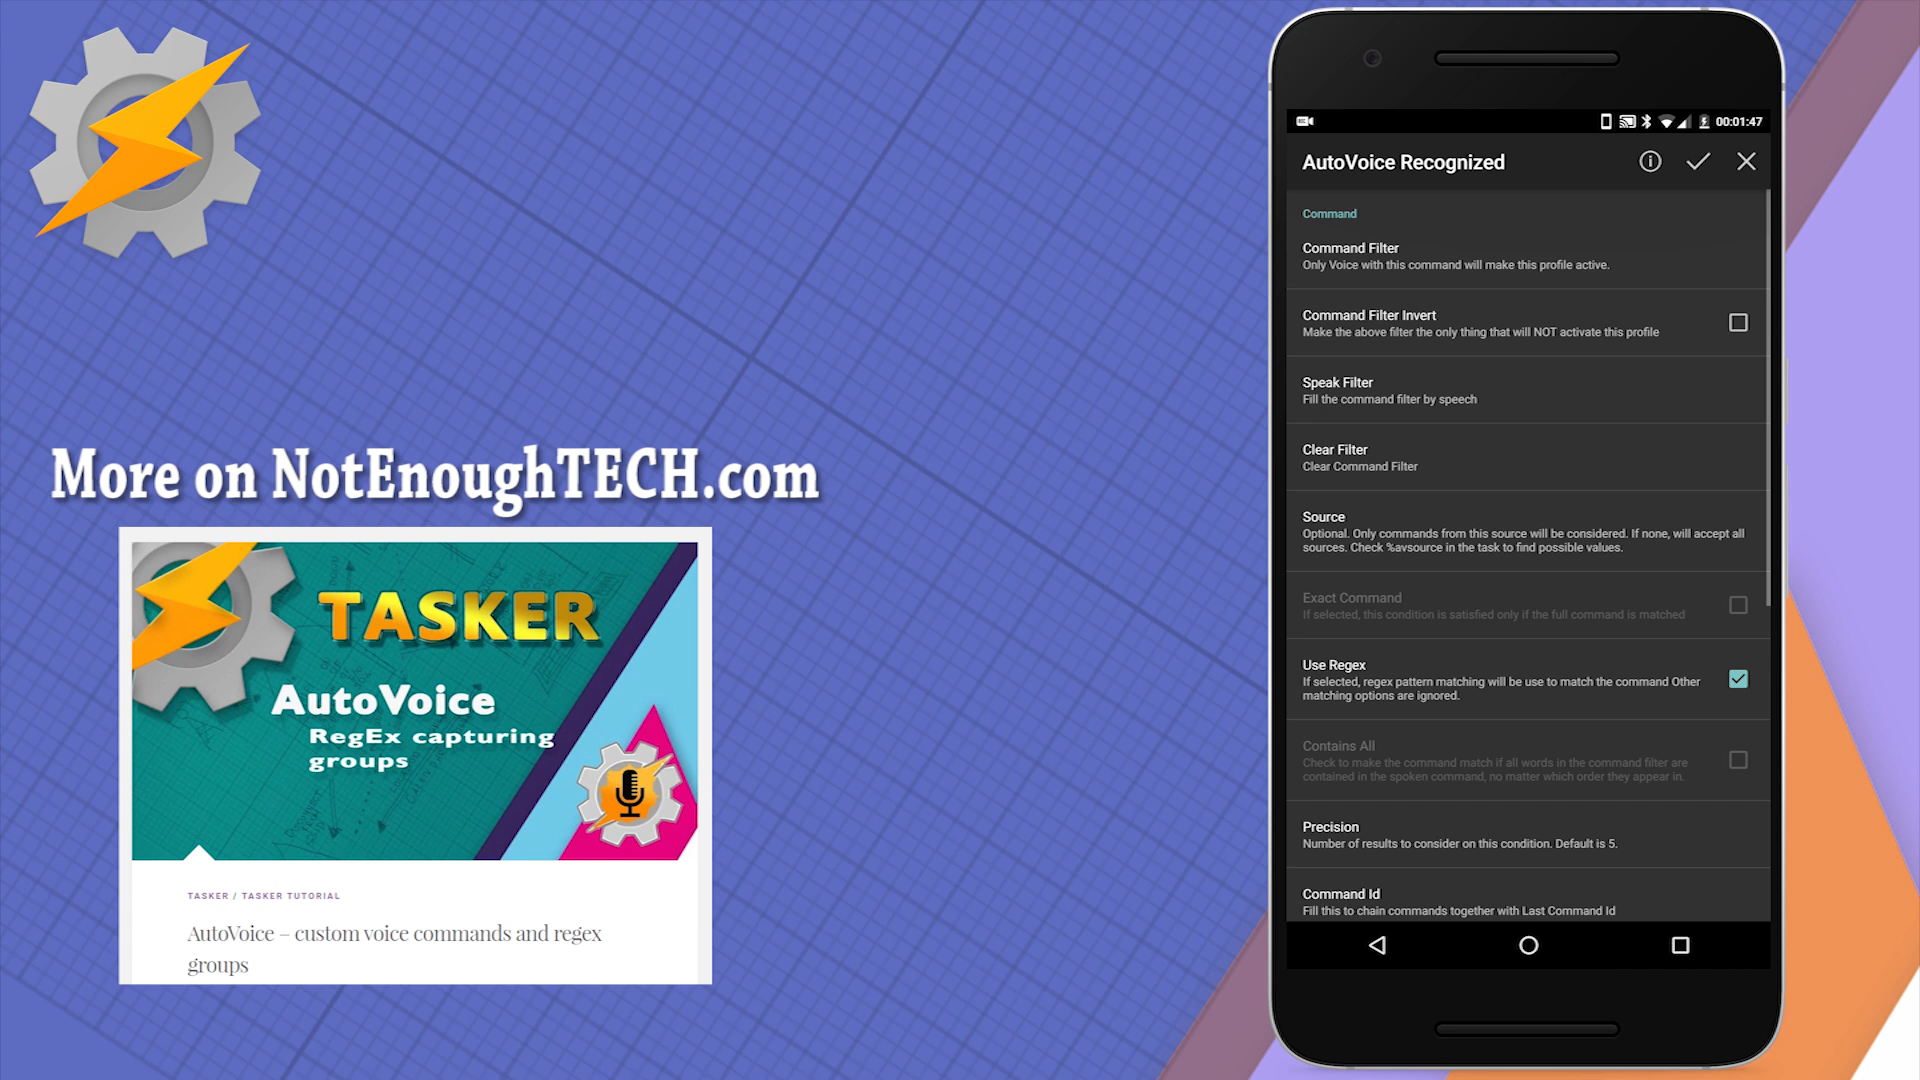 More on NotEnoughTECH.com
TASKER
AutoVoice
RegEx capturing
groups
TASKER / TASKER TUTORIAL
AutoVoice – custom voice commands and regex
groups
00:01:47
AutoVoice Recognized
Command
Command Filter
Only Voice with this command will make this profile active.
Command Filter Invert
Make the above filter the only thing that will NOT activate this profile
Speak Filter
Fill the command filter by speech
Clear Filter
Clear Command Filter
Source
Optional. Only commands from this source will be considered. If none, will accept all
sources. Check %avsource in the task to find possible values.
Exact Command
If selected, this condition is satisfied only if the full command is matched
Use Regex
If selected, regex pattern matching will be use to match the command Other
matching options are ignored.
Contains All
Check to make the command match if all words in the command filter are
contained in the spoken command, no matter which order they appear in.
Precision
Number of results to consider on this condition. Default is 5.
Command Id
Fill this to chain commands together with Last Command Id